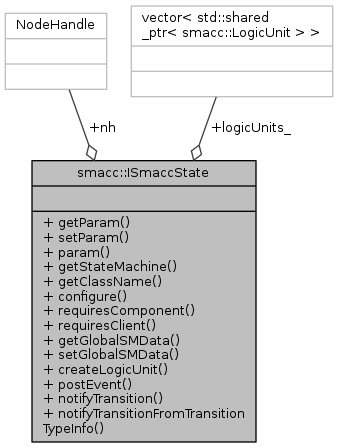 NodeHandle
vector< std::shared
_ptr< smacc::LogicUnit > >
+nh
+logicUnits_
smacc::ISmaccState
+ getParam()
+ setParam()
+ param()
+ getStateMachine()
+ getClassName()
+ configure()
+ requiresComponent()
+ requiresClient()
+ getGlobalSMData()
+ setGlobalSMData()
+ createLogicUnit()
+ postEvent()
+ notifyTransition()
+ notifyTransitionFromTransition
TypeInfo()